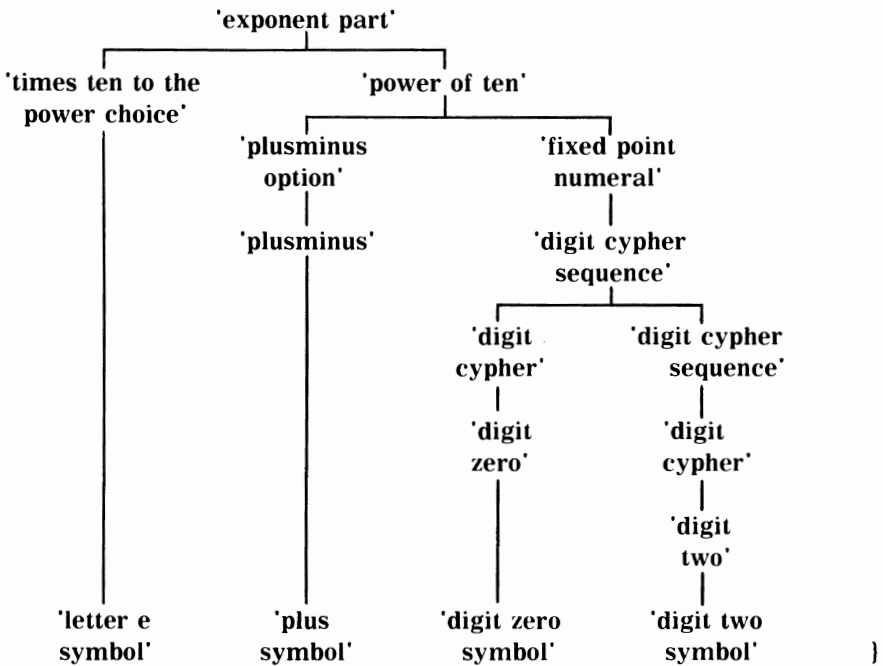 'exponent part'
'times ten to the
power choice'
'power of ten'
'plusminus
option'
'fixed point
numeral'
'plusminus'
'digit cypher
sequence'
'digit
cypher'
'digit cypher
sequence'
'digit
zero'
'digit
cypher'
'digit
two'
'letter e
symbol'
'plus
symbol'
'digit zero
symbol'
'digit two
symbol'
}